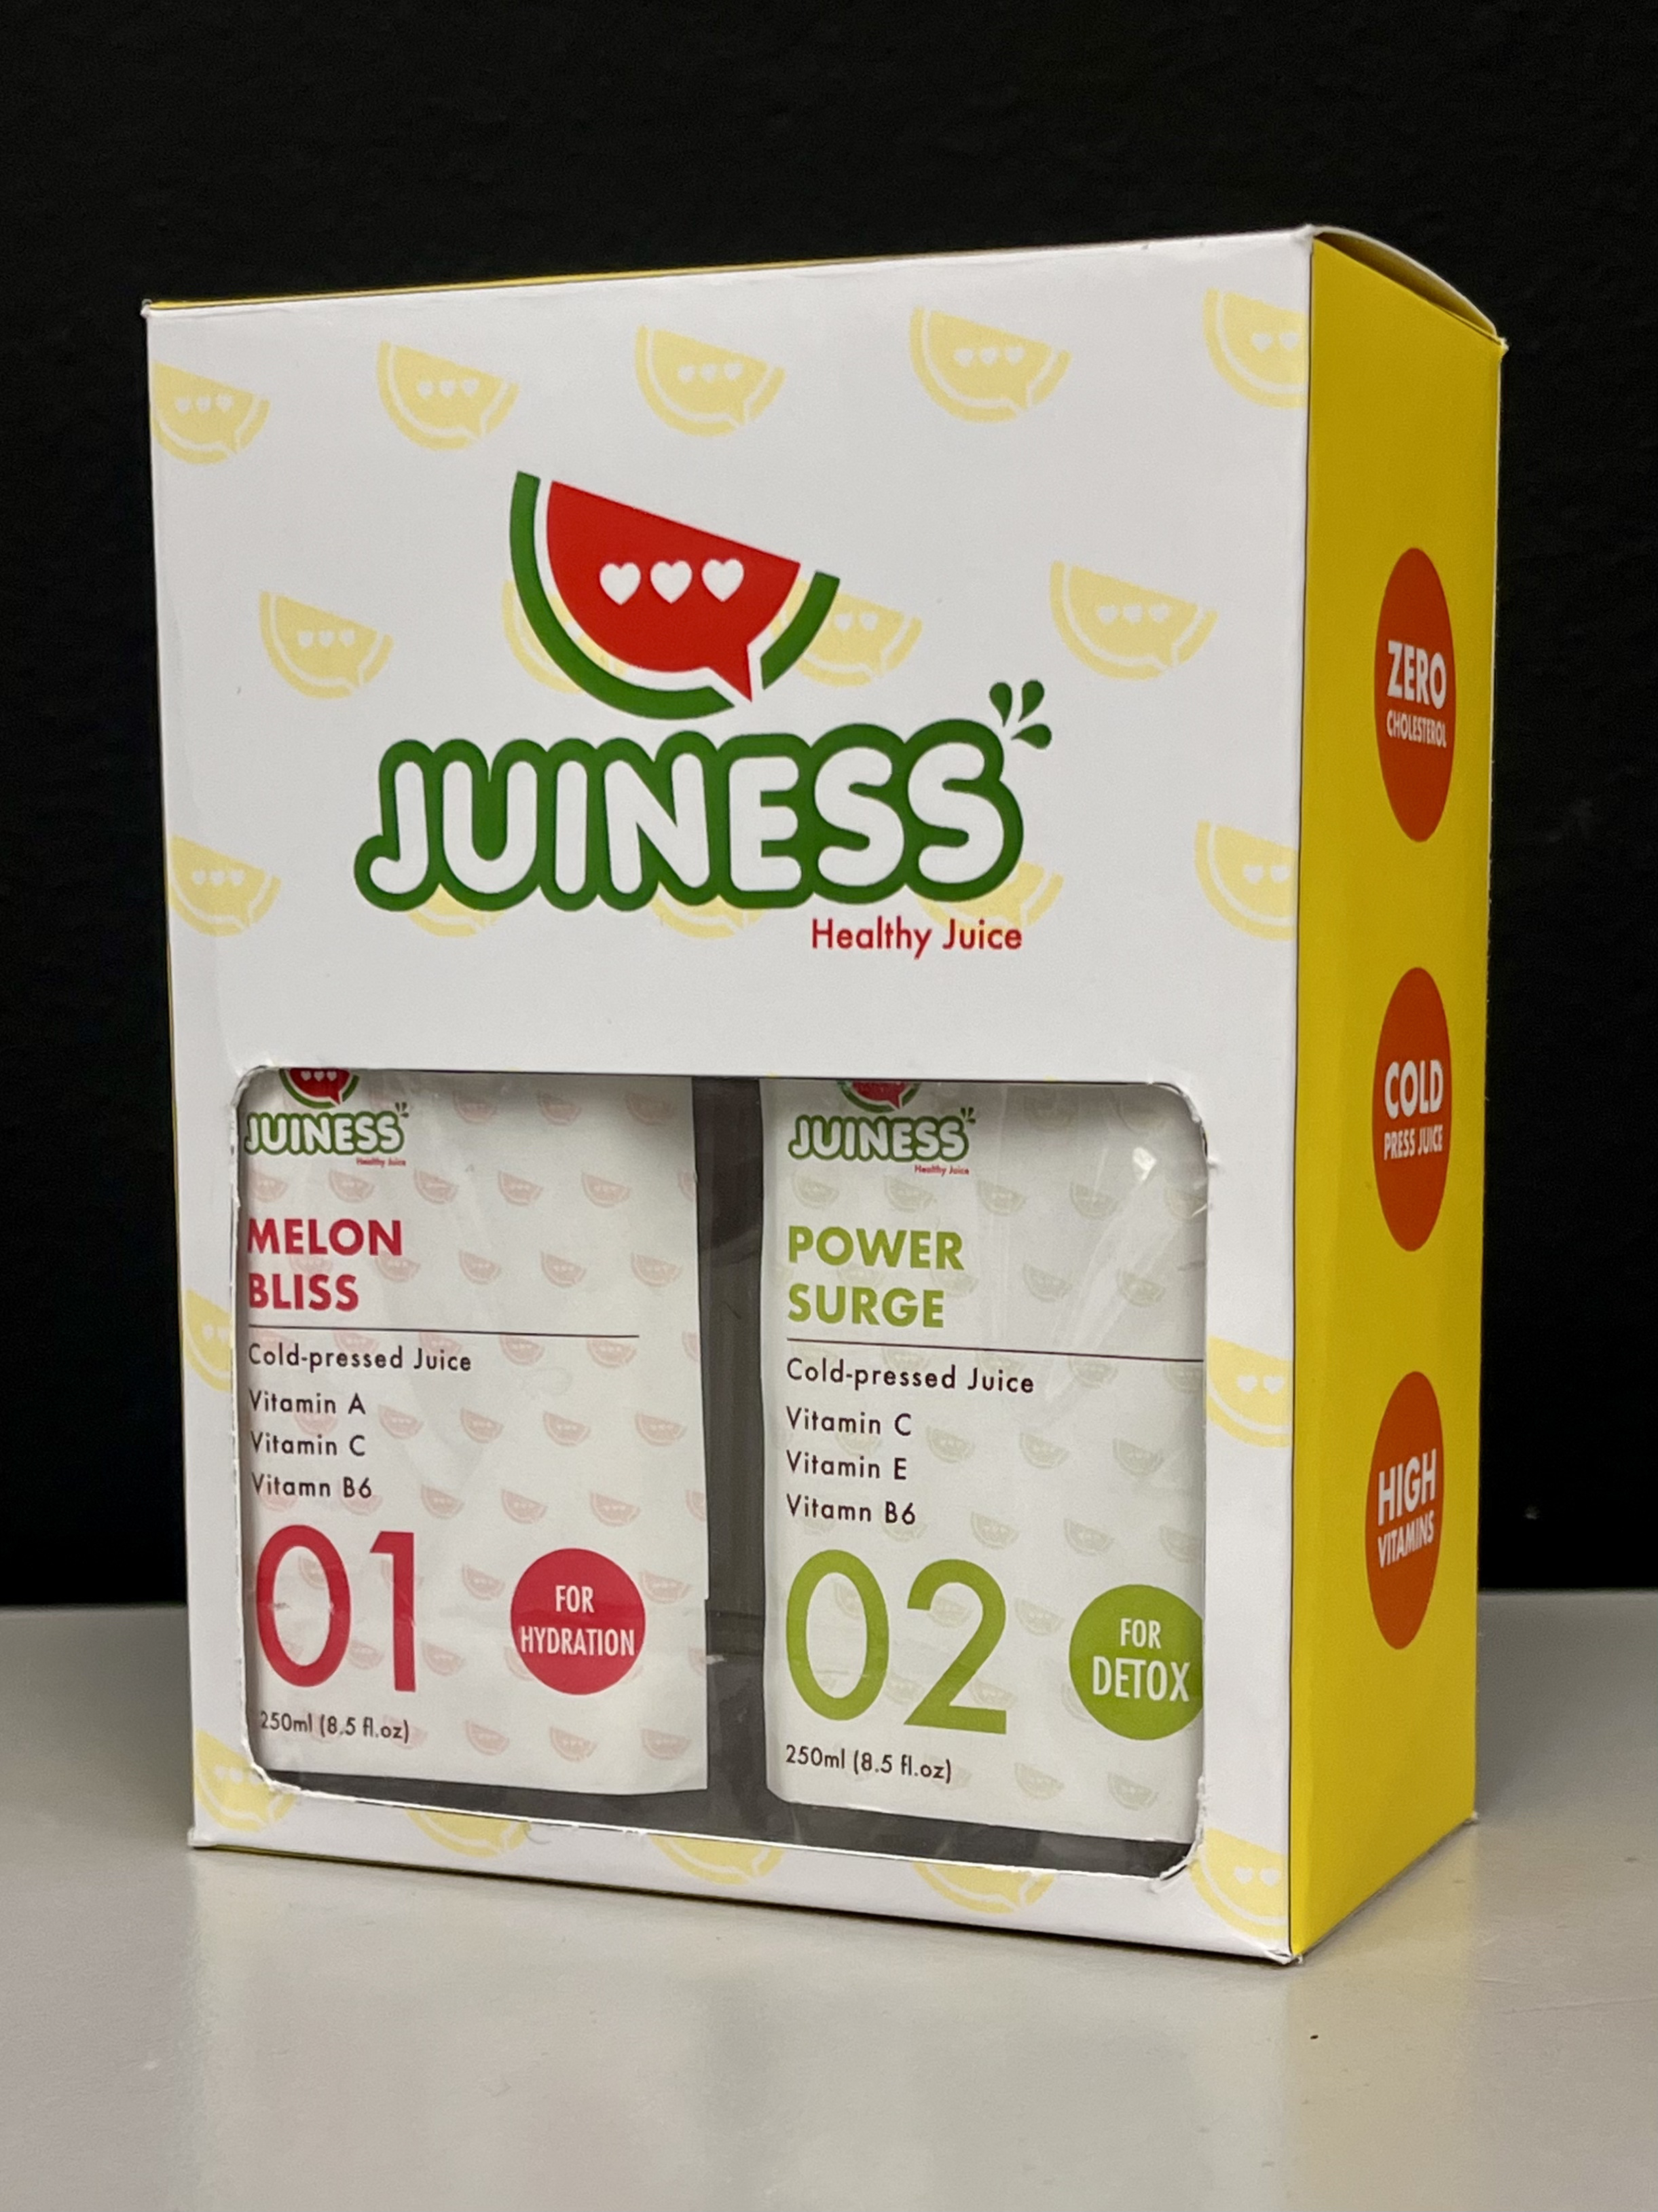 JUINESS
Healthy Juice
JUINESS
Healthy Juice
MELON
BLISS
Cold-pressed Juice
Vitamin A
Vitamin C
Vitamn B6
01
FOR
HYDRATION
250ml (8.5 fl.oz)
JUINESS
Healthy Juice
POWER
SURGE
Cold-pressed Juice
Vitamin C
Vitamin E
Vitamn B6
02
FOR
DETOX
250ml (8.5 fl.oz)
ZERO
CHOLESTEROL
COLD
PRESS JUICE
HIGH
VITAMINS